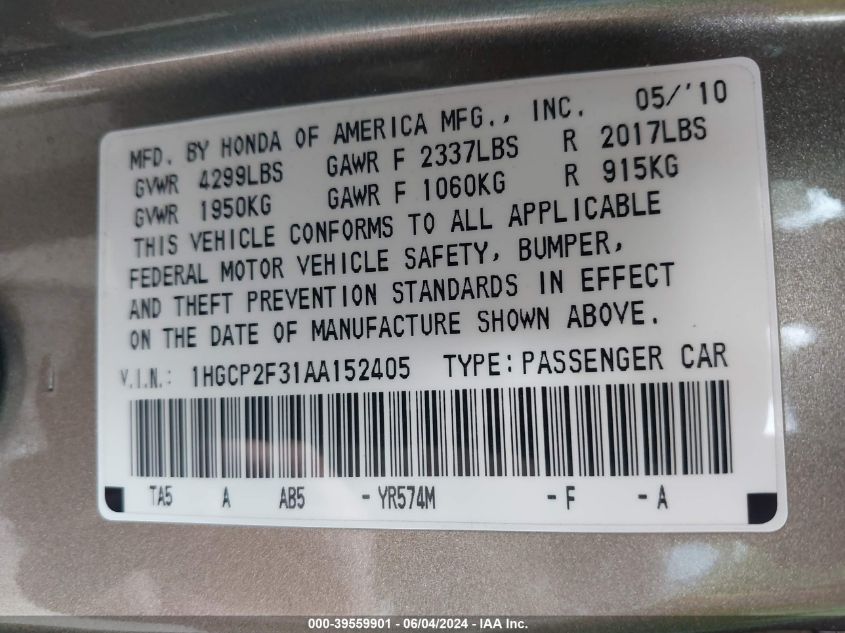 MFD. BY HONDA OF AMERICA MFG., INC. 05/'10
GVWR 4299LBS GAWR F 2337LBS R 2017LBS
GVWR 1950KG GAWR F 1060KG R 915KG
THIS VEHICLE CONFORMS TO ALL APPLICABLE
FEDERAL MOTOR VEHICLE SAFETY, BUMPER,
AND THEFT PREVENTION STANDARDS IN EFFECT
ON THE DATE OF MANUFACTURE SHOWN ABOVE.
V.I.N.: 1HGCP2F31AA152405 TYPE: PASSENGER CAR
TA5 A AB5 - YR574M - F - A
000-39559901 - 06/04/2024 - IAA Inc.